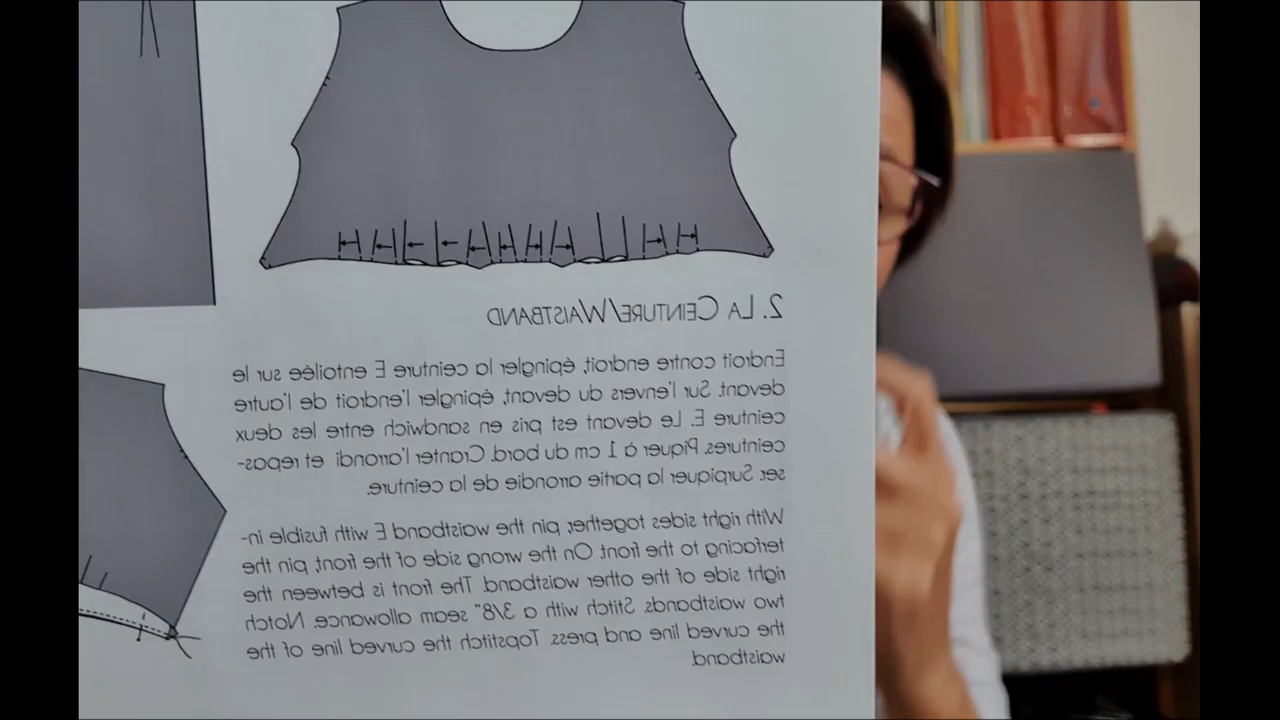 2. LA CEINTURE/WAISTBAND
Endroit contre endroit, épingler la ceinture E entoilée sur le
devant. Sur l'envers du devant, épingler l'endroit de l'autre
ceinture E. Le devant est pris en sandwich entre les deux
ceintures. Piquer à 1 cm du bord. Cranter l'arrondi et repas-
ser. Surpiquer la partie arrondie de la ceinture.
With right sides together, pin the waistband E with fusible in-
terfacing to the front. On the wrong side of the front, pin the
right side of the other waistband. The front is between the
two waistbands. Stitch with a 3/8" seam allowance. Notch
the curved line and press. Topstitch the curved line of the
waistband.